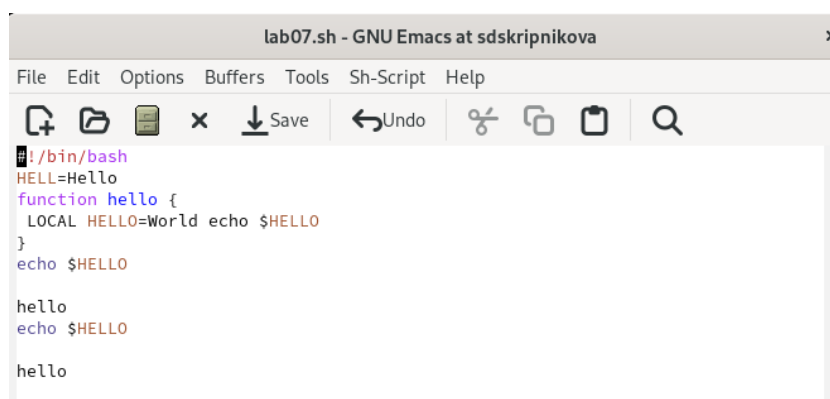 lab07.sh - GNU Emacs at sdskripnikova
File Edit Options Buffers Tools Sh-Script Help
Save Undo
#!/bin/bash
HELL=Hello
function hello {
 LOCAL HELLO=World echo $HELLO
}
echo $HELLO
hello
echo $HELLO
hello